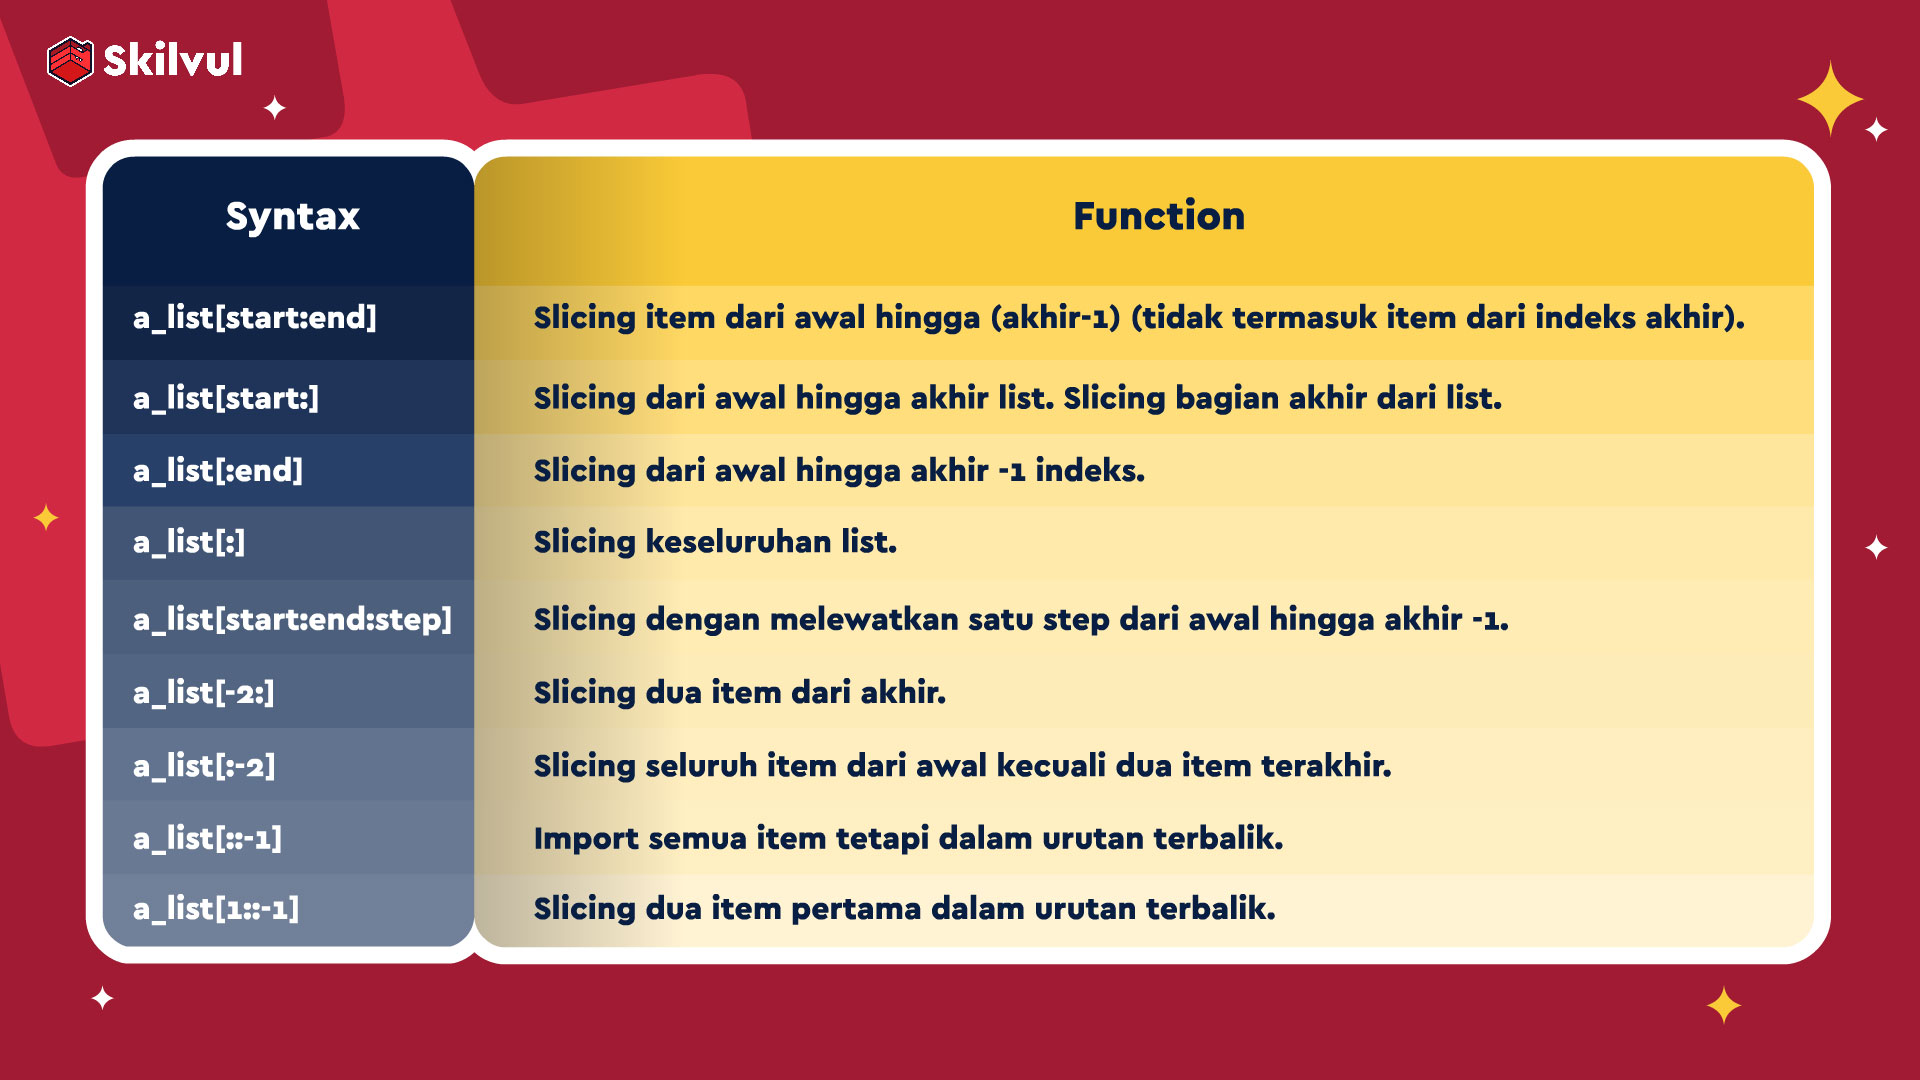 Skilvul
Syntax
Function
a_list[start:end]
Slicing item dari awal hingga (akhir-1) (tidak termasuk item dari indeks akhir).
a_list[start:]
Slicing dari awal hingga akhir list. Slicing bagian akhir dari list.
a_list[:end]
Slicing dari awal hingga akhir -1 indeks.
a_list[:]
Slicing keseluruhan list.
a_list[start:end:step]
Slicing dengan melewatkan satu step dari awal hingga akhir -1.
a_list[-2:]
Slicing dua item dari akhir.
a_list[:-2]
Slicing seluruh item dari awal kecuali dua item terakhir.
a_list[::-1]
Import semua item tetapi dalam urutan terbalik.
a_list[1::-1]
Slicing dua item pertama dalam urutan terbalik.